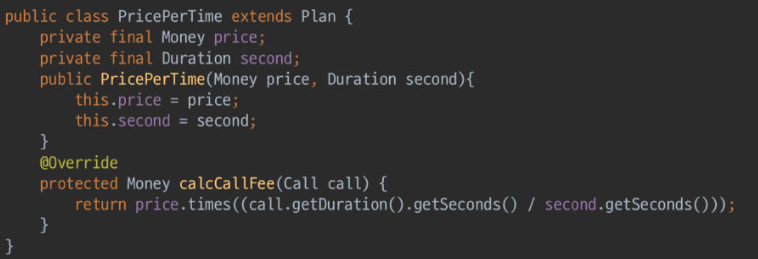 public class PricePerTime extends Plan {
    private final Money price;
    private final Duration second;
    public PricePerTime(Money price, Duration second){
        this.price = price;
        this.second = second;
    }
    @Override
    protected Money calcCallFee(Call call) {
        return price.times((call.getDuration().getSeconds() / second.getSeconds()));
    }
}